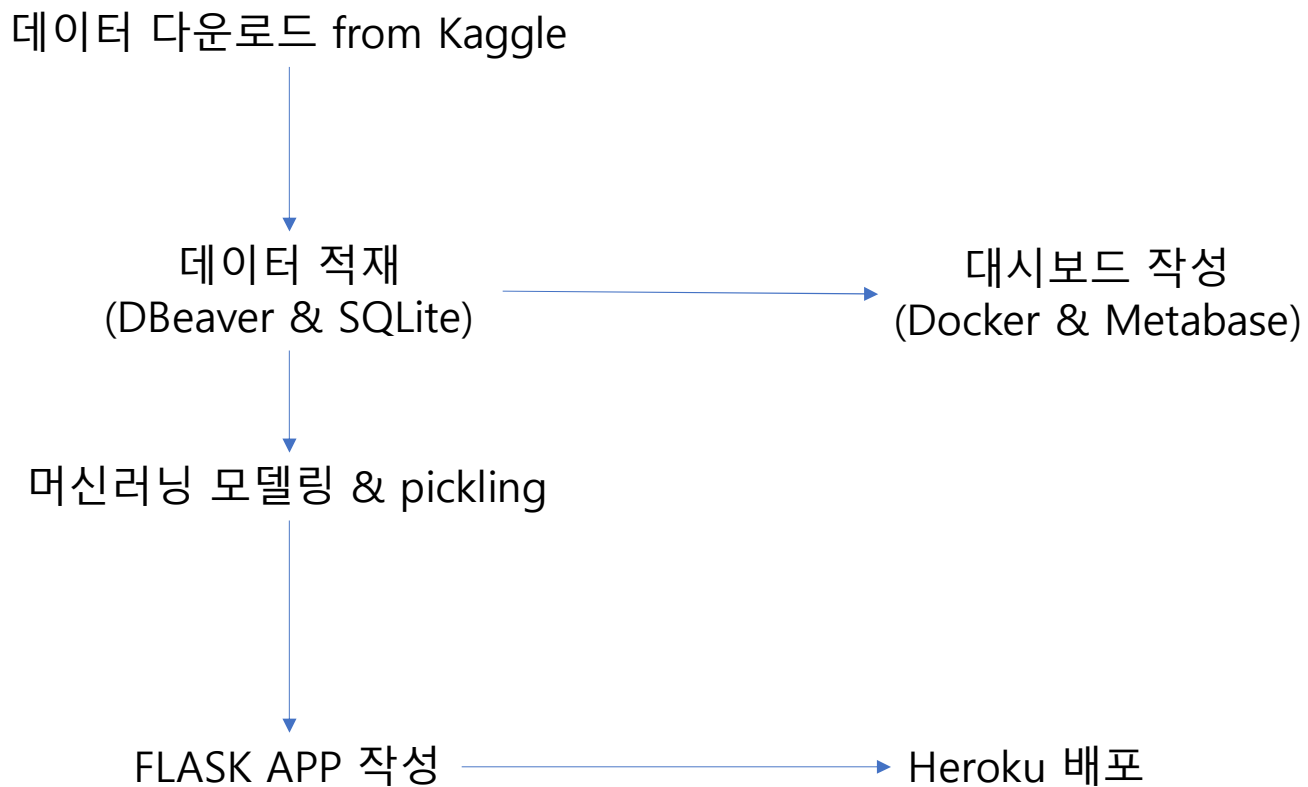 데이터 다운로드 from Kaggle
데이터 적재
(DBeaver & SQLite)
대시보드 작성
(Docker & Metabase)
머신러닝 모델링 & pickling
FLASK APP 작성
Heroku 배포